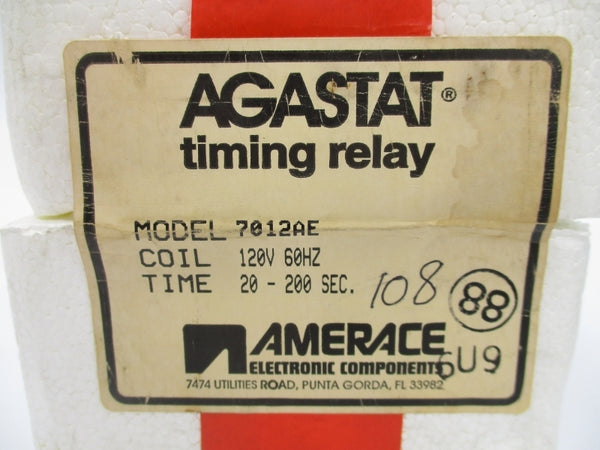 AGASTAT®
timing relay
MODEL 7012AE
COIL 120V 60HZ
TIME 20 - 200 SEC.
108
88
AMERACE
ELECTRONIC COMPONENTS
6U9
7474 UTILITIES ROAD, PUNTA GORDA, FL 33982